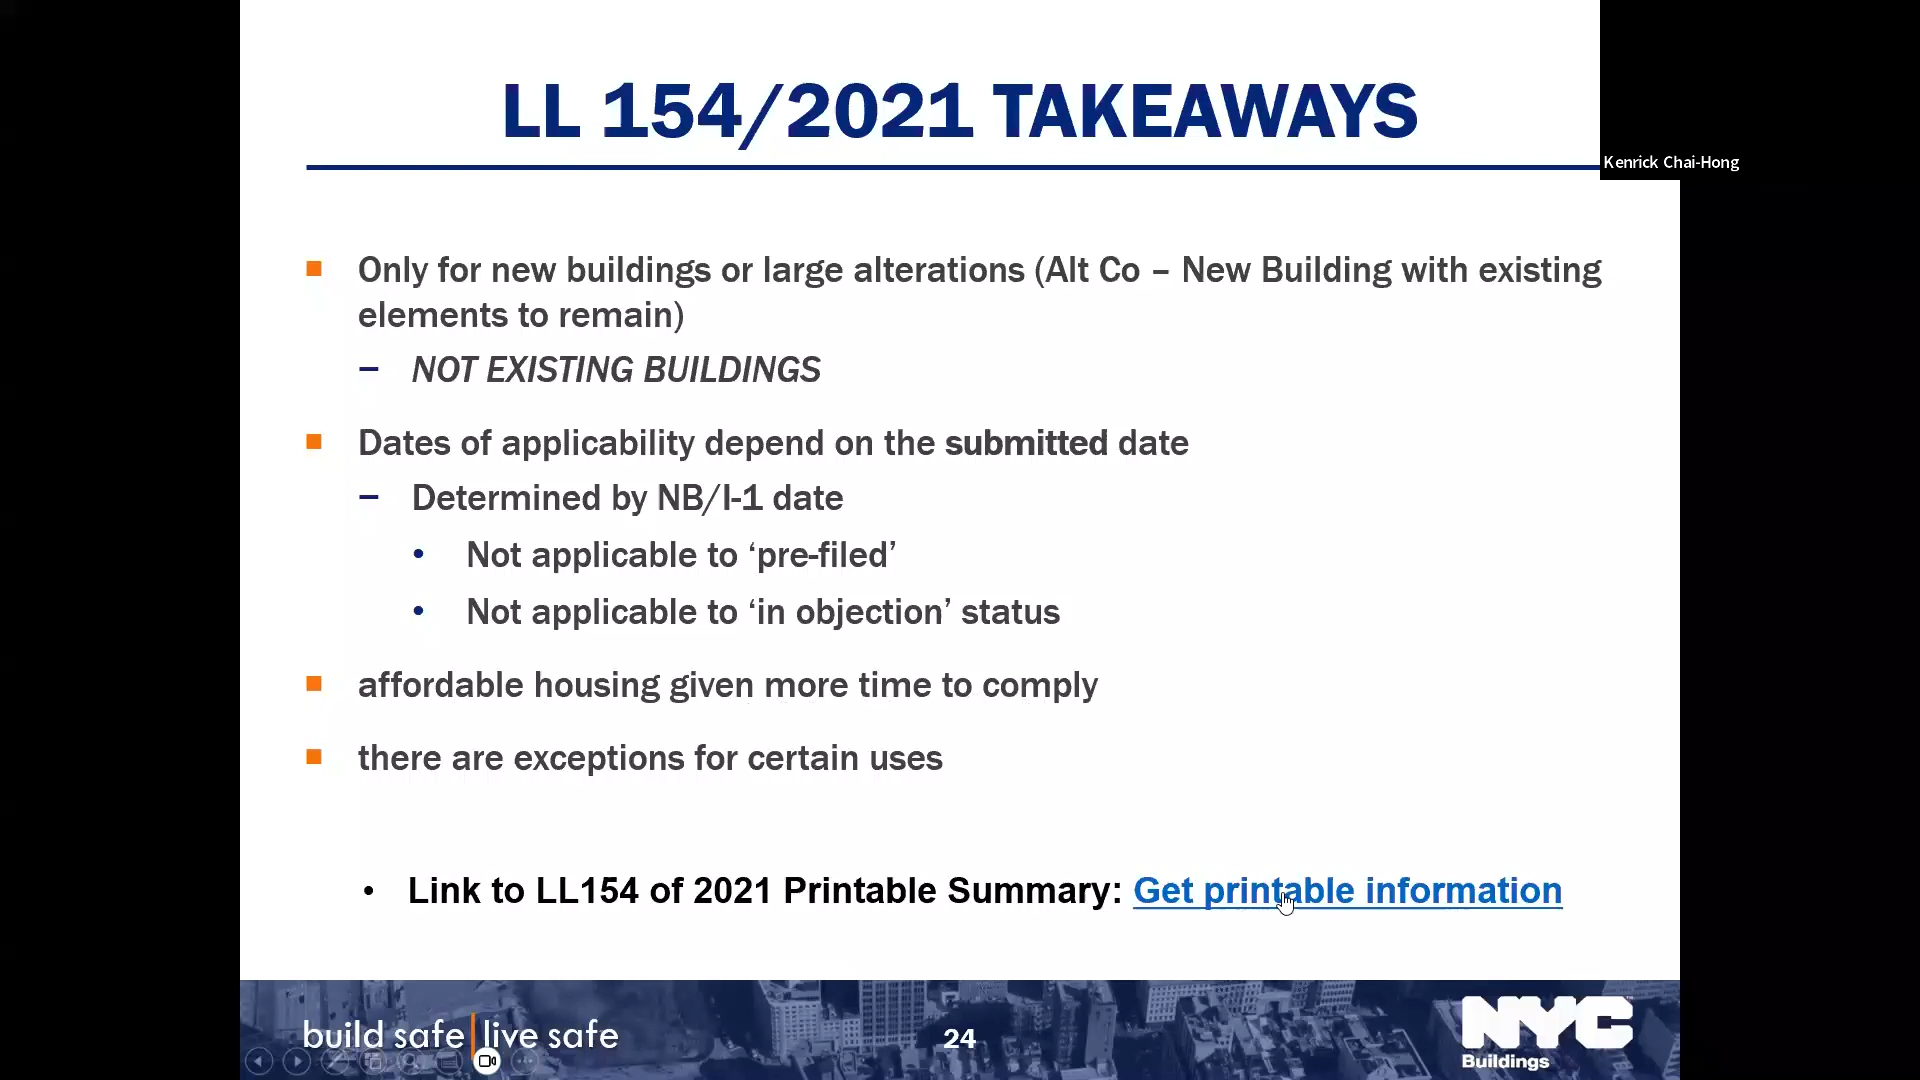 LL 154/2021 TAKEAWAYS
Kenrick Chai-Hong
Only for new buildings or large alterations (Alt Co – New Building with existing
elements to remain)
– NOT EXISTING BUILDINGS
Dates of applicability depend on the submitted date
– Determined by NB/I-1 date
• Not applicable to ‘pre-filed’
• Not applicable to ‘in objection’ status
affordable housing given more time to comply
there are exceptions for certain uses
• Link to LL154 of 2021 Printable Summary: Get printable information
build safe|live safe
24
NYC
Buildings